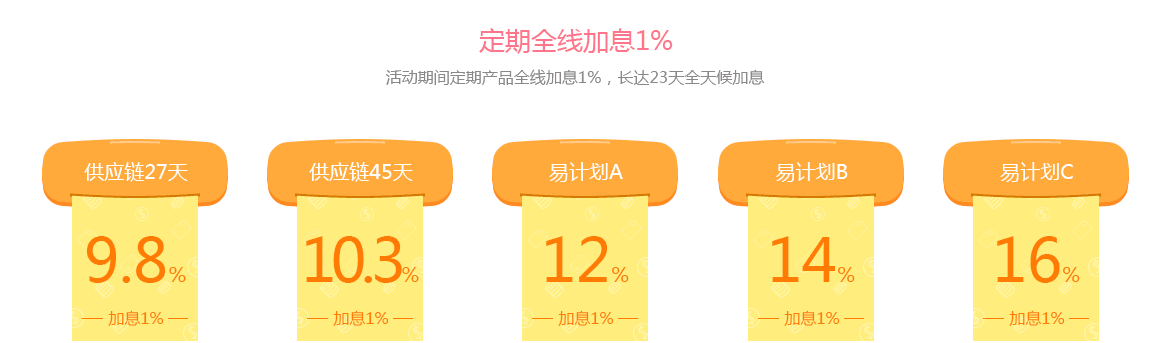 定期全线加息1%
活动期间定期产品全线加息1%，长达23天全天候加息
供应链27天
9.8%
加息1%
供应链45天
10.3%
加息1%
易计划A
12%
加息1%
易计划B
14%
加息1%
易计划C
16%
加息1%